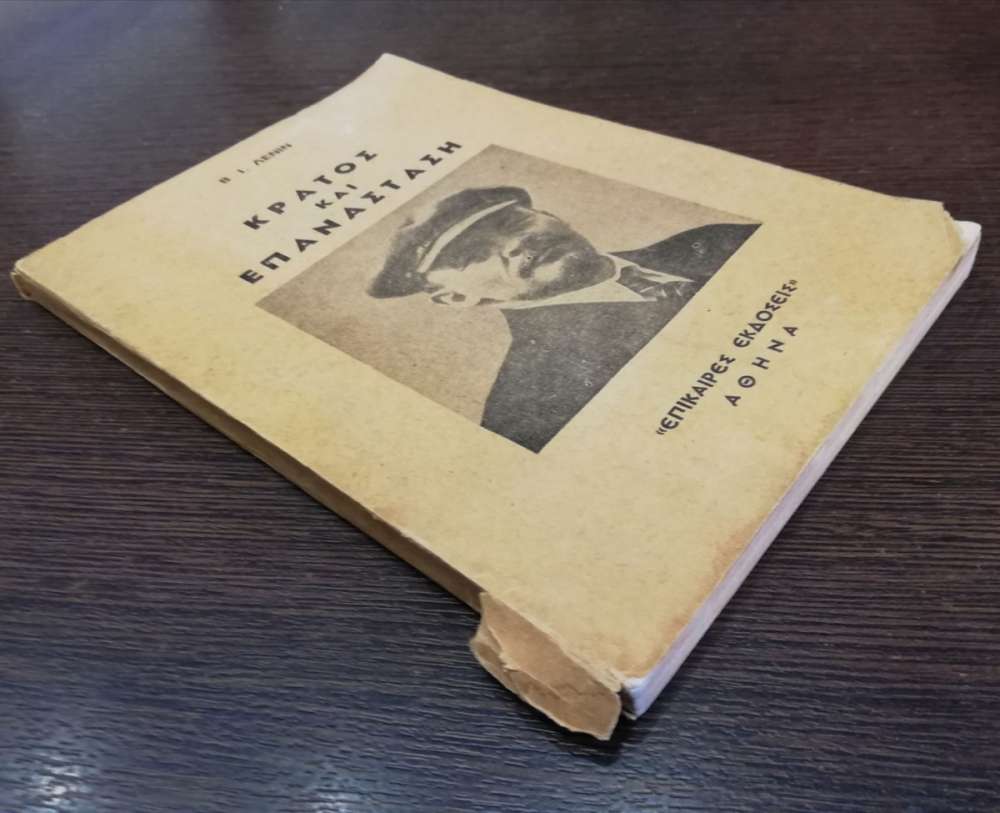 Β. Ι. ΛΕΝΙΝ
ΚΡΑΤΟΣ
ΚΑΙ
ΕΠΑΝΑΣΤΑΣΗ
«ΕΠΙΚΑΙΡΕΣ ΕΚΔΟΣΕΙΣ»
ΑΘΗΝΑ